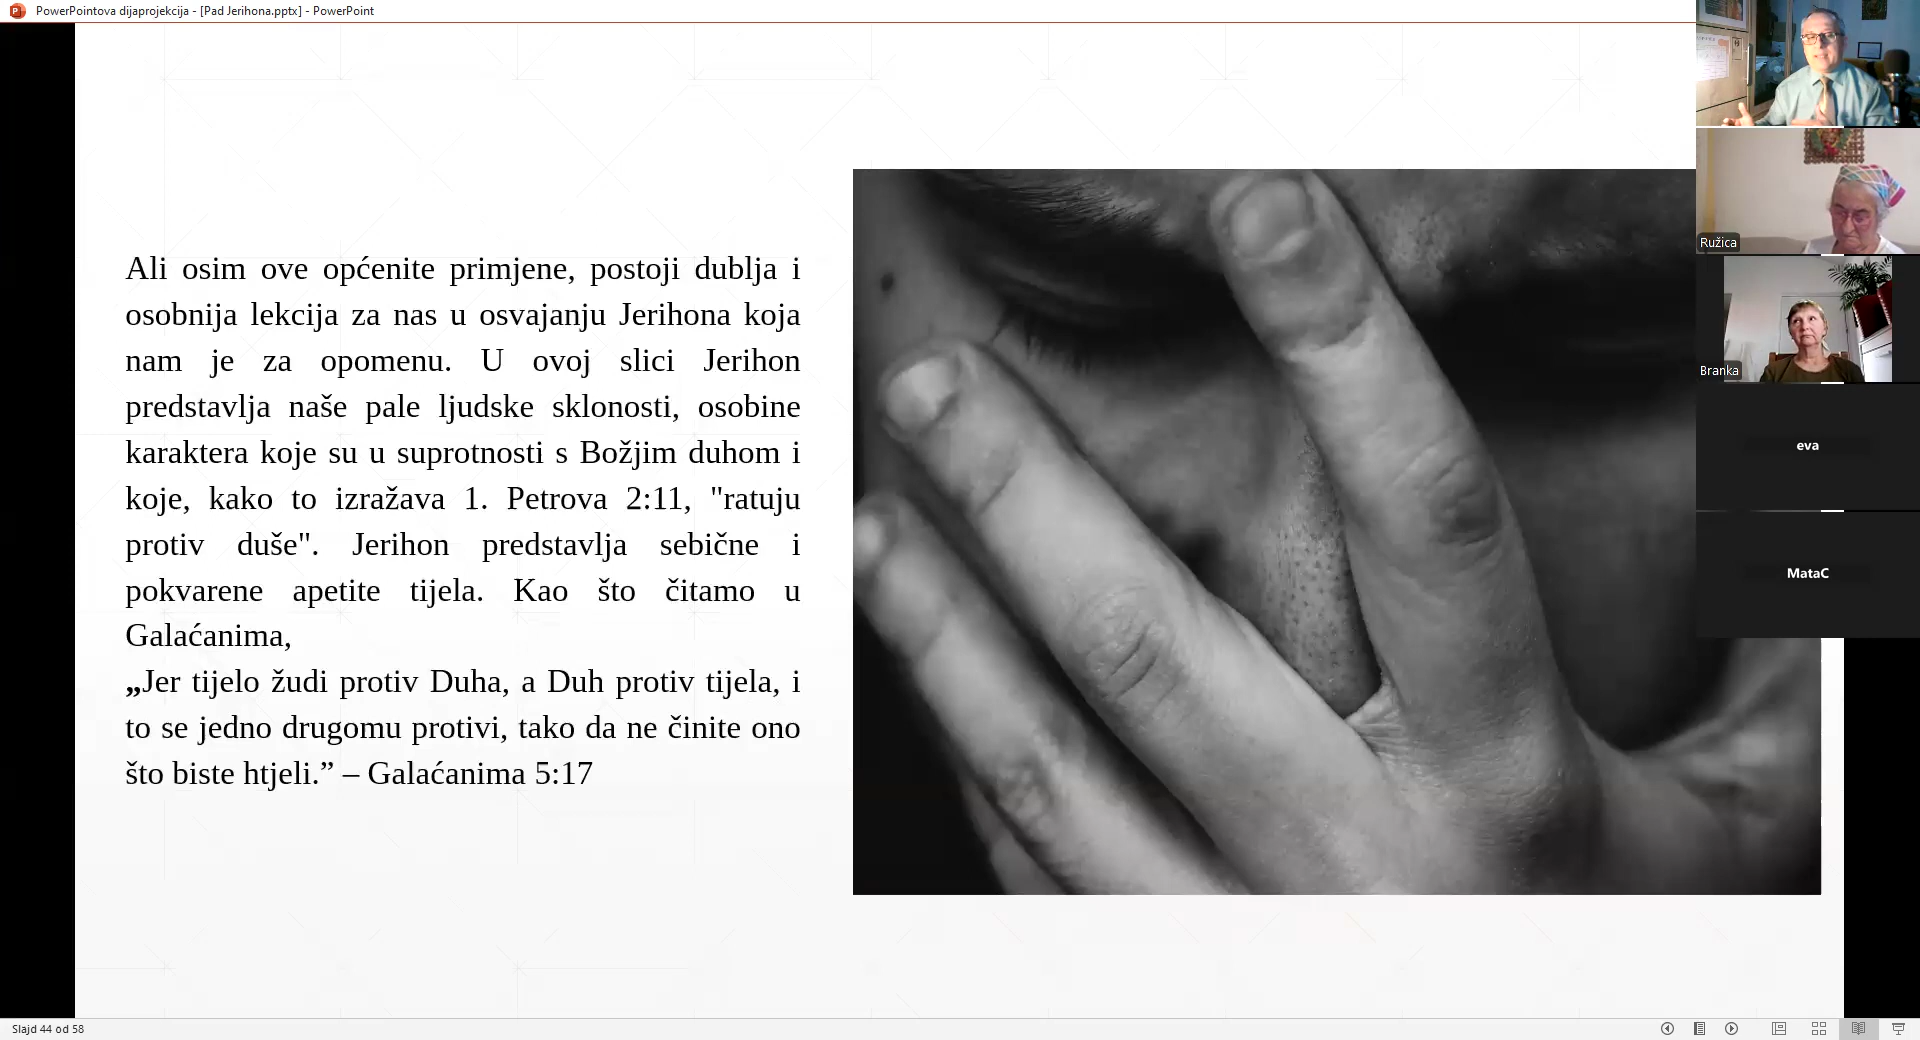 PowerPointova dijaprojekcija - [Pad Jerihona.pptx] - PowerPoint
Ali osim ove općenite primjene, postoji dublja i
osobnija lekcija za nas u osvajanju Jerihona koja
nam je za opomenu. U ovoj slici Jerihon
predstavlja naše pale ljudske sklonosti, osobine
karaktera koje su u suprotnosti s Božjim duhom i
koje, kako to izražava 1. Petrova 2:11, "ratuju
protiv duše". Jerihon predstavlja sebične i
pokvarene apetite tijela. Kao što čitamo u
Galaćanima,
„Jer tijelo žudi protiv Duha, a Duh protiv tijela, i
to se jedno drugomu protivi, tako da ne činite ono
što biste htjeli.” – Galaćanima 5:17
Ružica
Branka
eva
MataC
Slajd 44 od 58